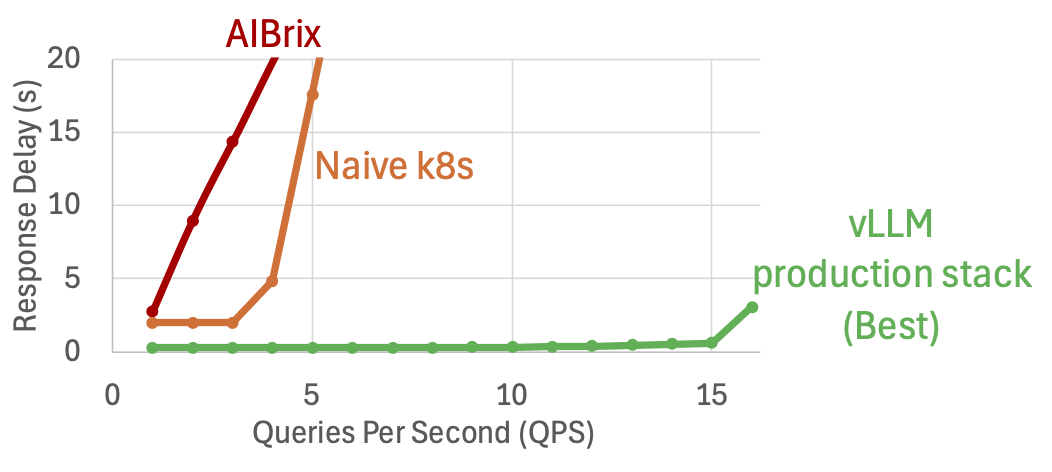 AIBrix
20
15
10
5
0
Response Delay (s)
Naive k8s
vLLM
production stack
(Best)
0 5 10 15
Queries Per Second (QPS)